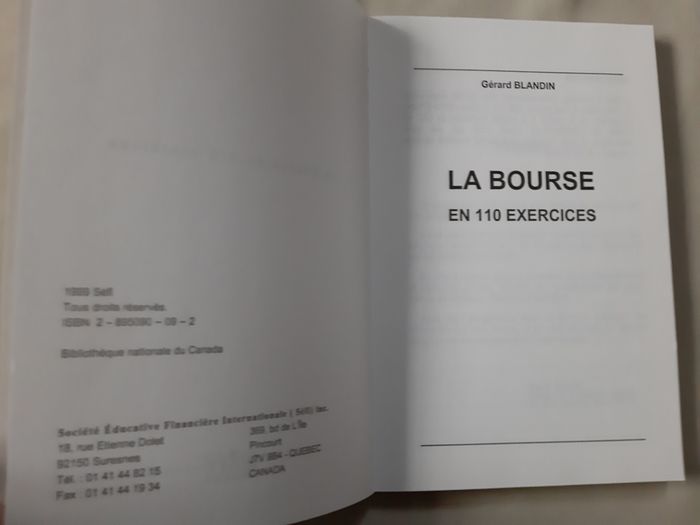 1999 Sefi
Tous droits réservés.
ISBN 2 – 895090 – 09 – 2
Bibliothèque nationale du Canada
Société Éducative Financière Internationale ( Séfi) Inc.
18, rue Etienne Dolet
92150 Suresnes
Tél. : 01 41 44 82 15
Fax : 01 41 44 19 34
369, bd de L'Île
Pincourt
J7V 8B4 - QUEBEC
CANADA
Gérard BLANDIN
LA BOURSE
EN 110 EXERCICES